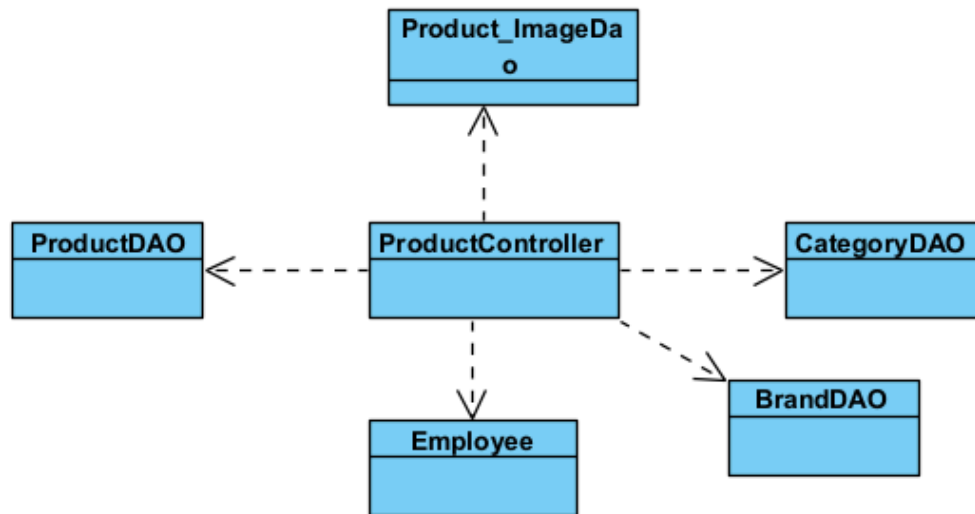 Product_ImageDa
o
ProductDAO
ProductController
CategoryDAO
BrandDAO
Employee